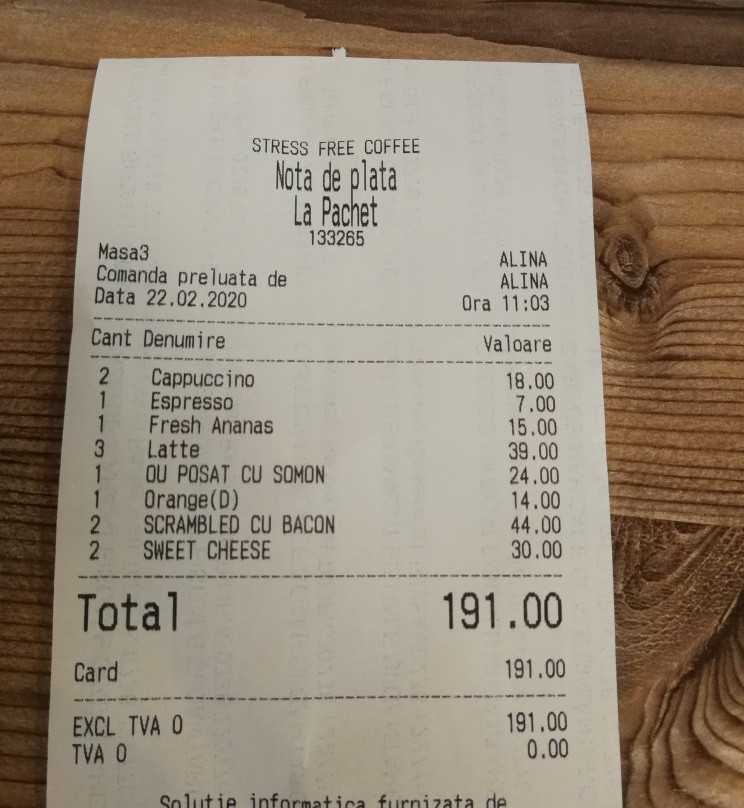 STRESS FREE COFFEE
Nota de plata
La Pachet
133265
Masa3 ALINA
Comanda preluata de ALINA
Data 22.02.2020 Ora 11:03
Cant Denumire Valoare
2 Cappuccino 18.00
1 Espresso 7.00
1 Fresh Ananas 15.00
3 Latte 39.00
1 OU POSAT CU SOMON 24.00
1 Orange(D) 14.00
2 SCRAMBLED CU BACON 44.00
2 SWEET CHEESE 30.00
Total 191.00
Card 191.00
EXCL TVA 0 191.00
TVA 0 0.00
Solutie informatica furnizata de